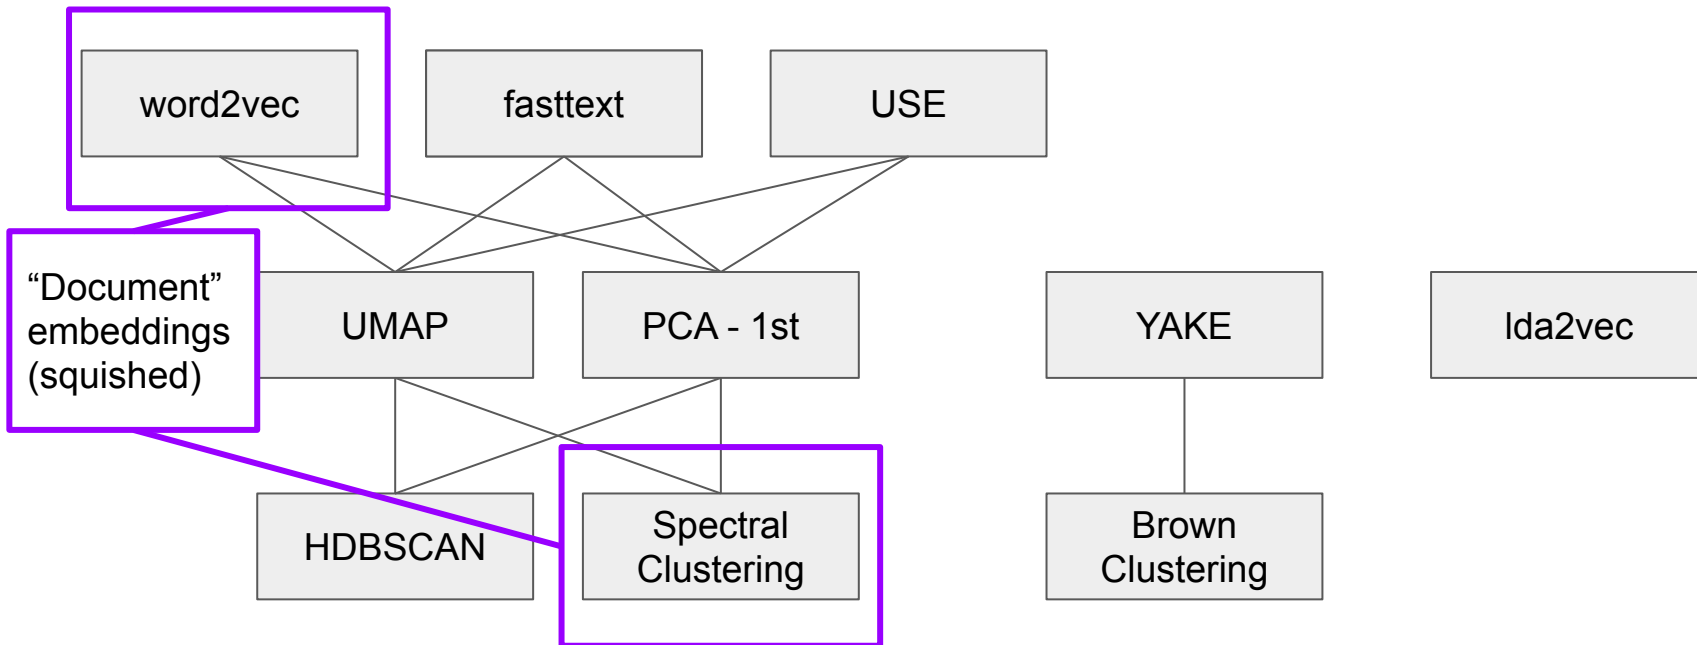 word2vec
fasttext
USE
“Document”
embeddings
(squished)
UMAP
PCA - 1st
YAKE
lda2vec
HDBSCAN
Spectral
Clustering
Brown
Clustering